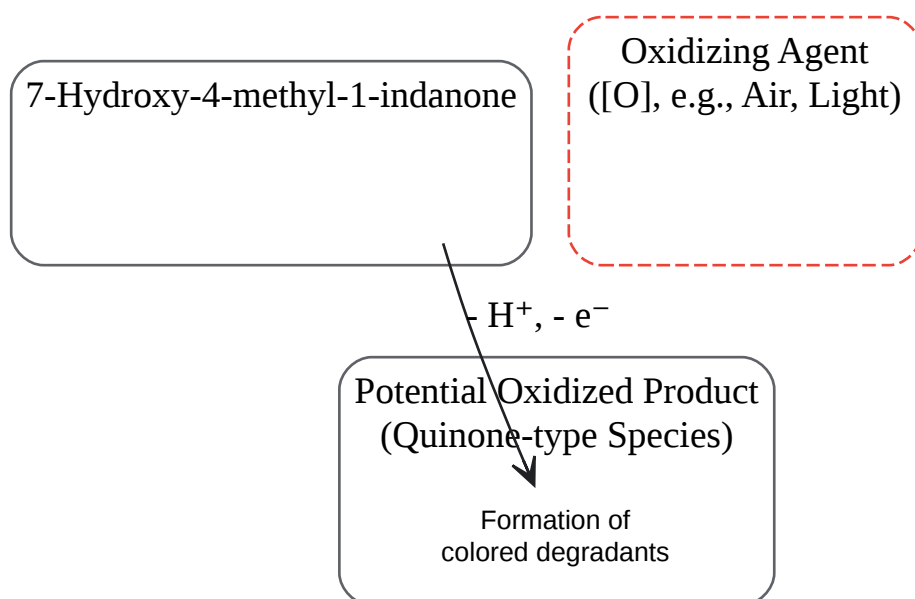 7-Hydroxy-4-methyl-1-indanone
Oxidizing Agent
([O], e.g., Air, Light)
- H⁺, - e⁻
Potential Oxidized Product
(Quinone-type Species)
Formation of
colored degradants